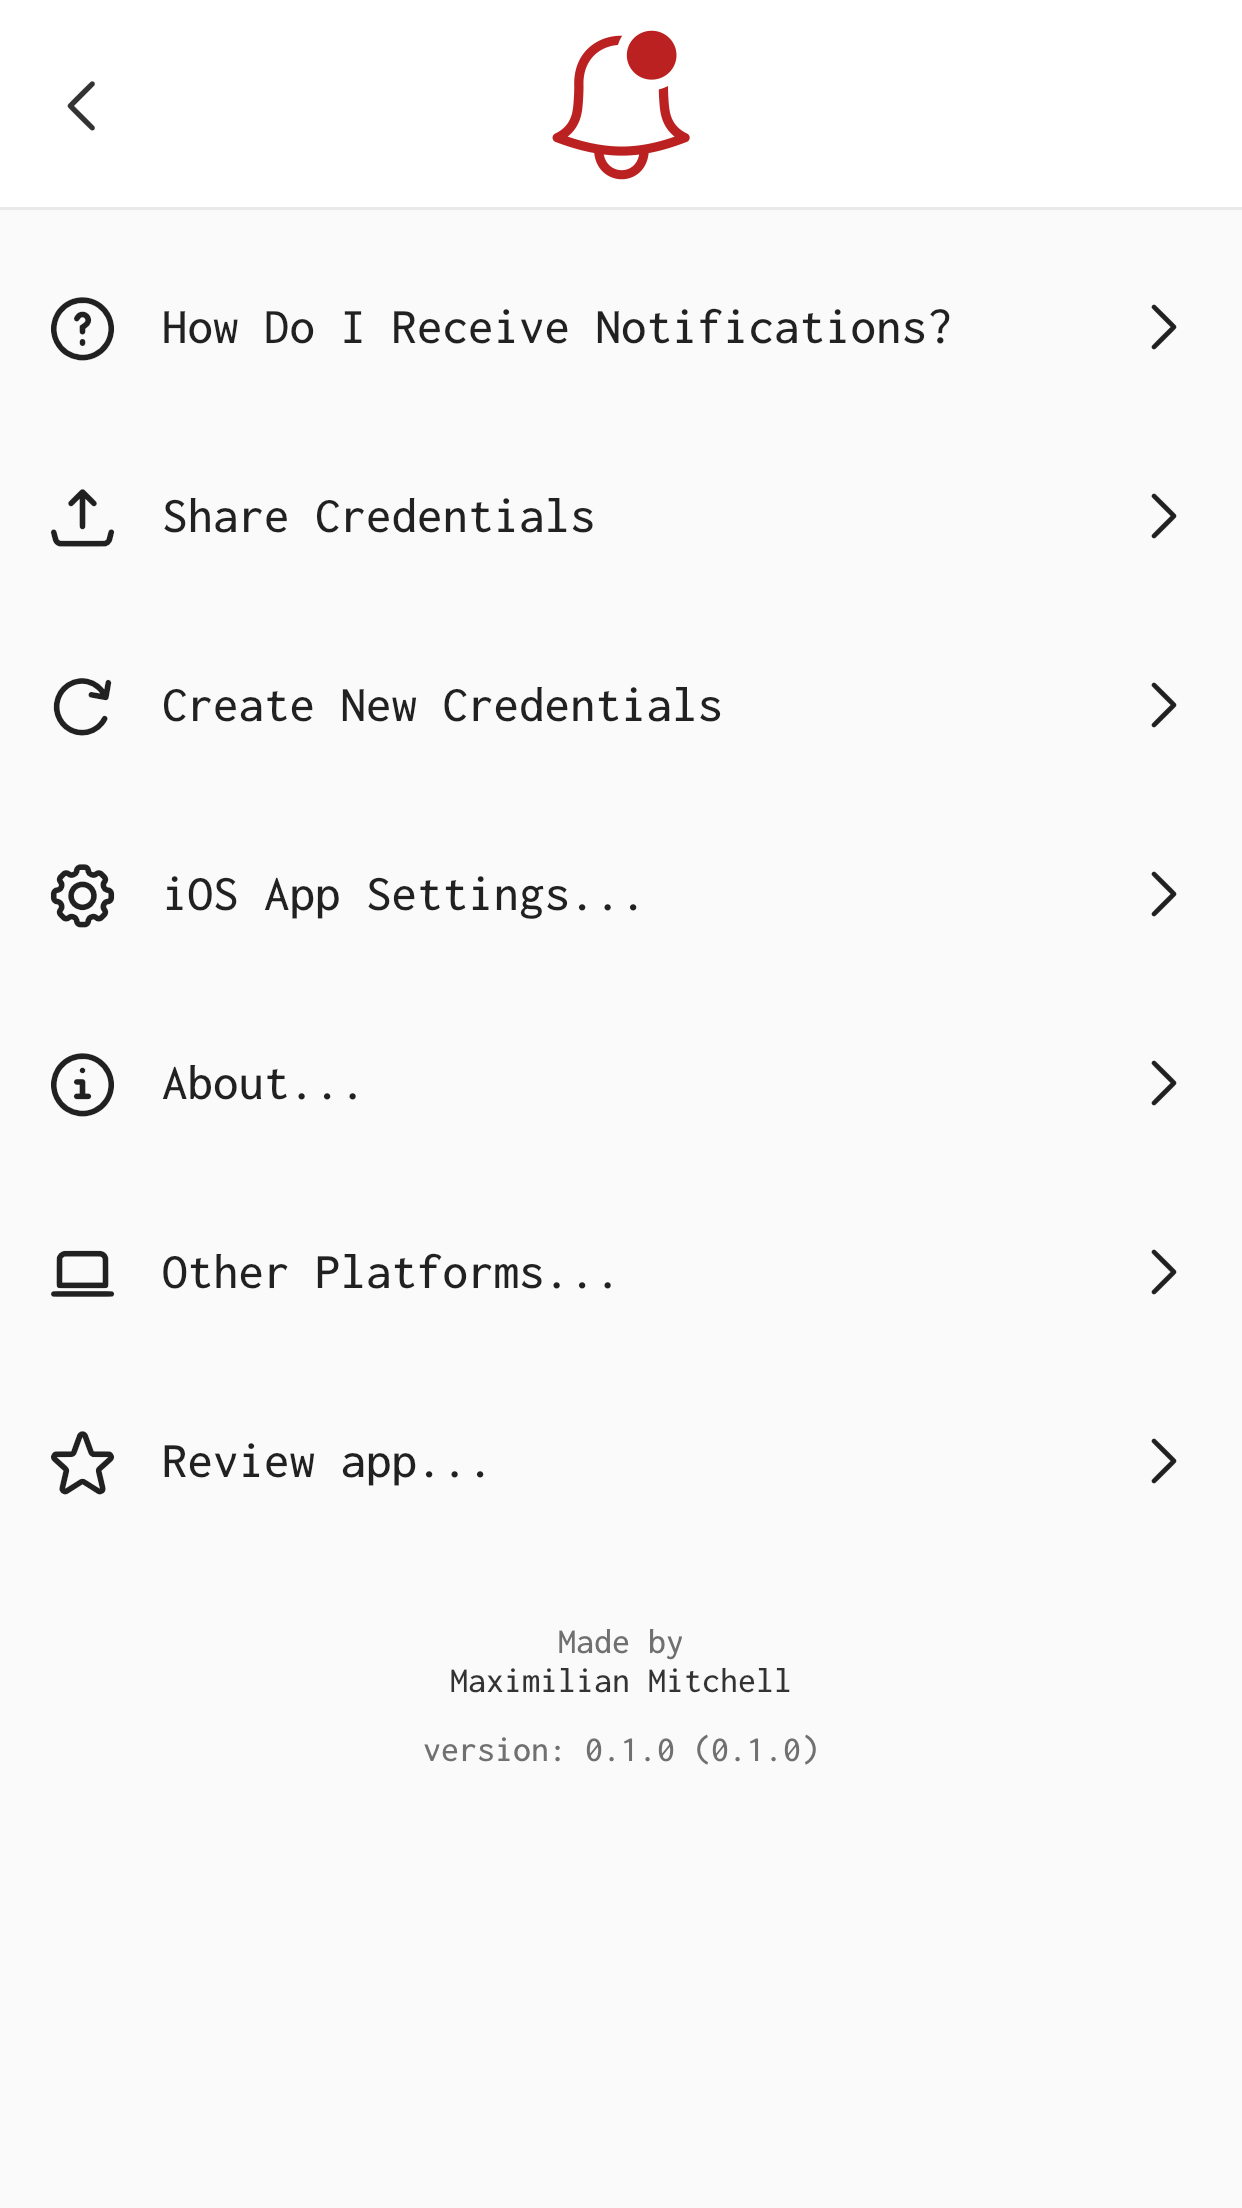 How Do I Receive Notifications?
Share Credentials
Create New Credentials
iOS App Settings...
About...
Other Platforms...
Review app...
Made by
Maximilian Mitchell
version: 0.1.0 (0.1.0)